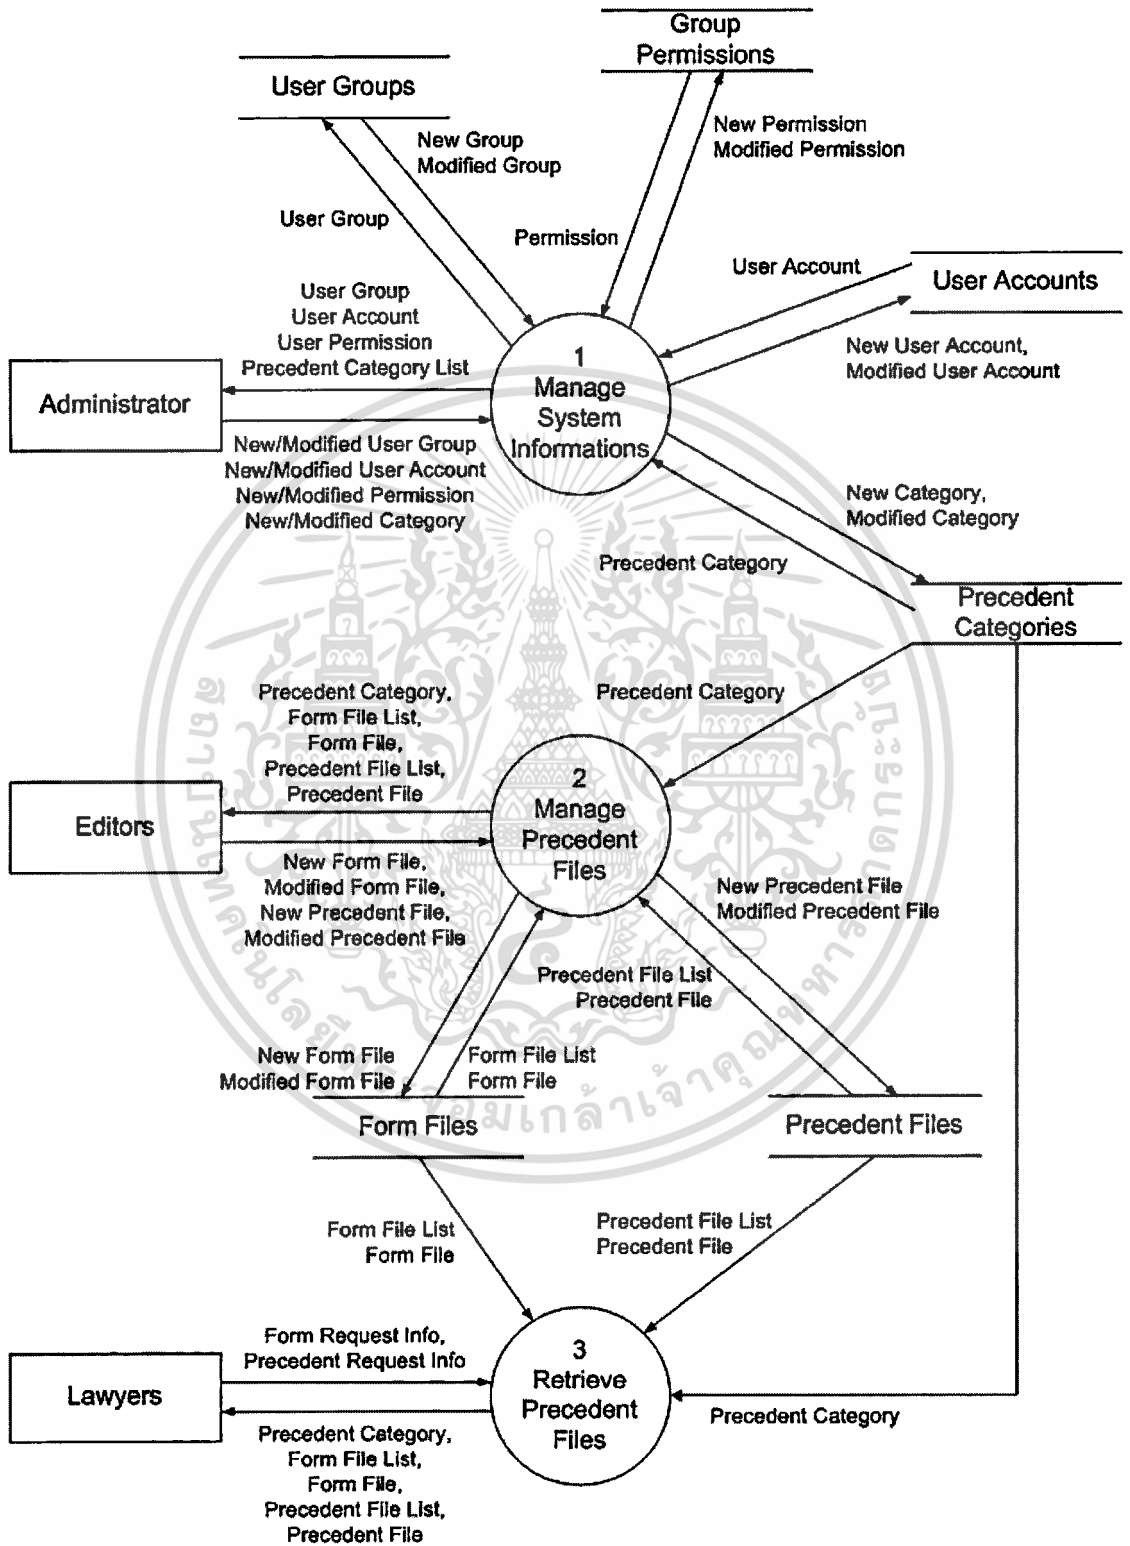 Group
Permissions
User Groups
New Group
Modified Group
New Permission
Modified Permission
User Group
Permission
User Account
User Accounts
User Group
User Account
User Permission
Precedent Category List
New User Account,
Modified User Account
Administrator
1
Manage
System
Informations
New/Modified User Group
New/Modified User Account
New/Modified Permission
New/Modified Category
New Category,
Modified Category
Precedent Category
Precedent
Categories
Precedent Category,
Form File List,
Form File,
Precedent File List,
Precedent File
Precedent Category
Editors
2
Manage
Precedent
Files
New Form File,
Modified Form File,
New Precedent File,
Modified Precedent File
New Precedent File
Modified Precedent File
Precedent File List
Precedent File
New Form File
Modified Form File
Form File List
Form File
Form Files
Precedent Files
Form File List
Form File
Precedent File List
Precedent File
Form Request Info,
Precedent Request Info
Lawyers
3
Retrieve
Precedent
Files
Precedent Category
Precedent Category,
Form File List,
Form File,
Precedent File List,
Precedent File